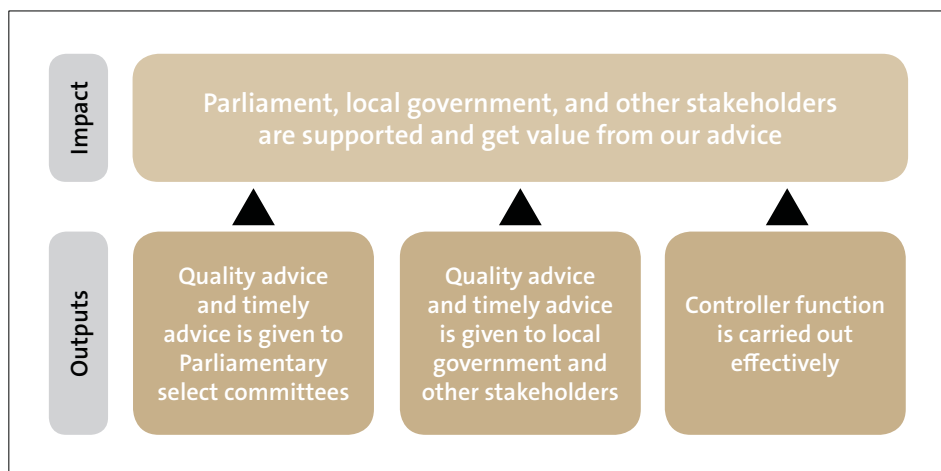 Impact
Parliament, local government, and other stakeholders
are supported and get value from our advice
Outputs
Quality advice
and timely
advice is given to
Parliamentary
select committees
Quality advice
and timely advice
is given to local
government and
other stakeholders
Controller function
is carried out
effectively